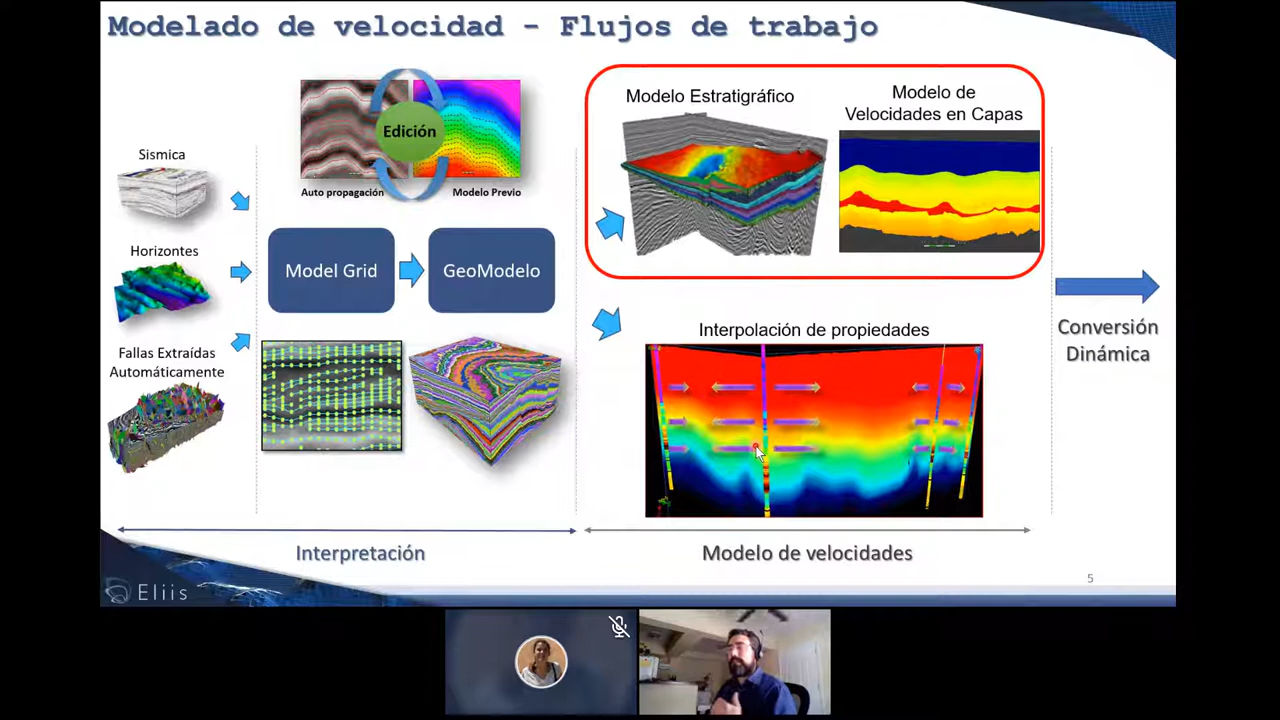 Modelado de velocidad - Flujos de trabajo
Sismica
Horizontes
Fallas Extraídas
Automáticamente
Edición
Auto propagación
Modelo Previo
Model Grid
GeoModelo
Modelo Estratigráfico
Modelo de
Velocidades en Capas
Interpolación de propiedades
Conversión
Dinámica
Interpretación
Modelo de velocidades
5
Eliis